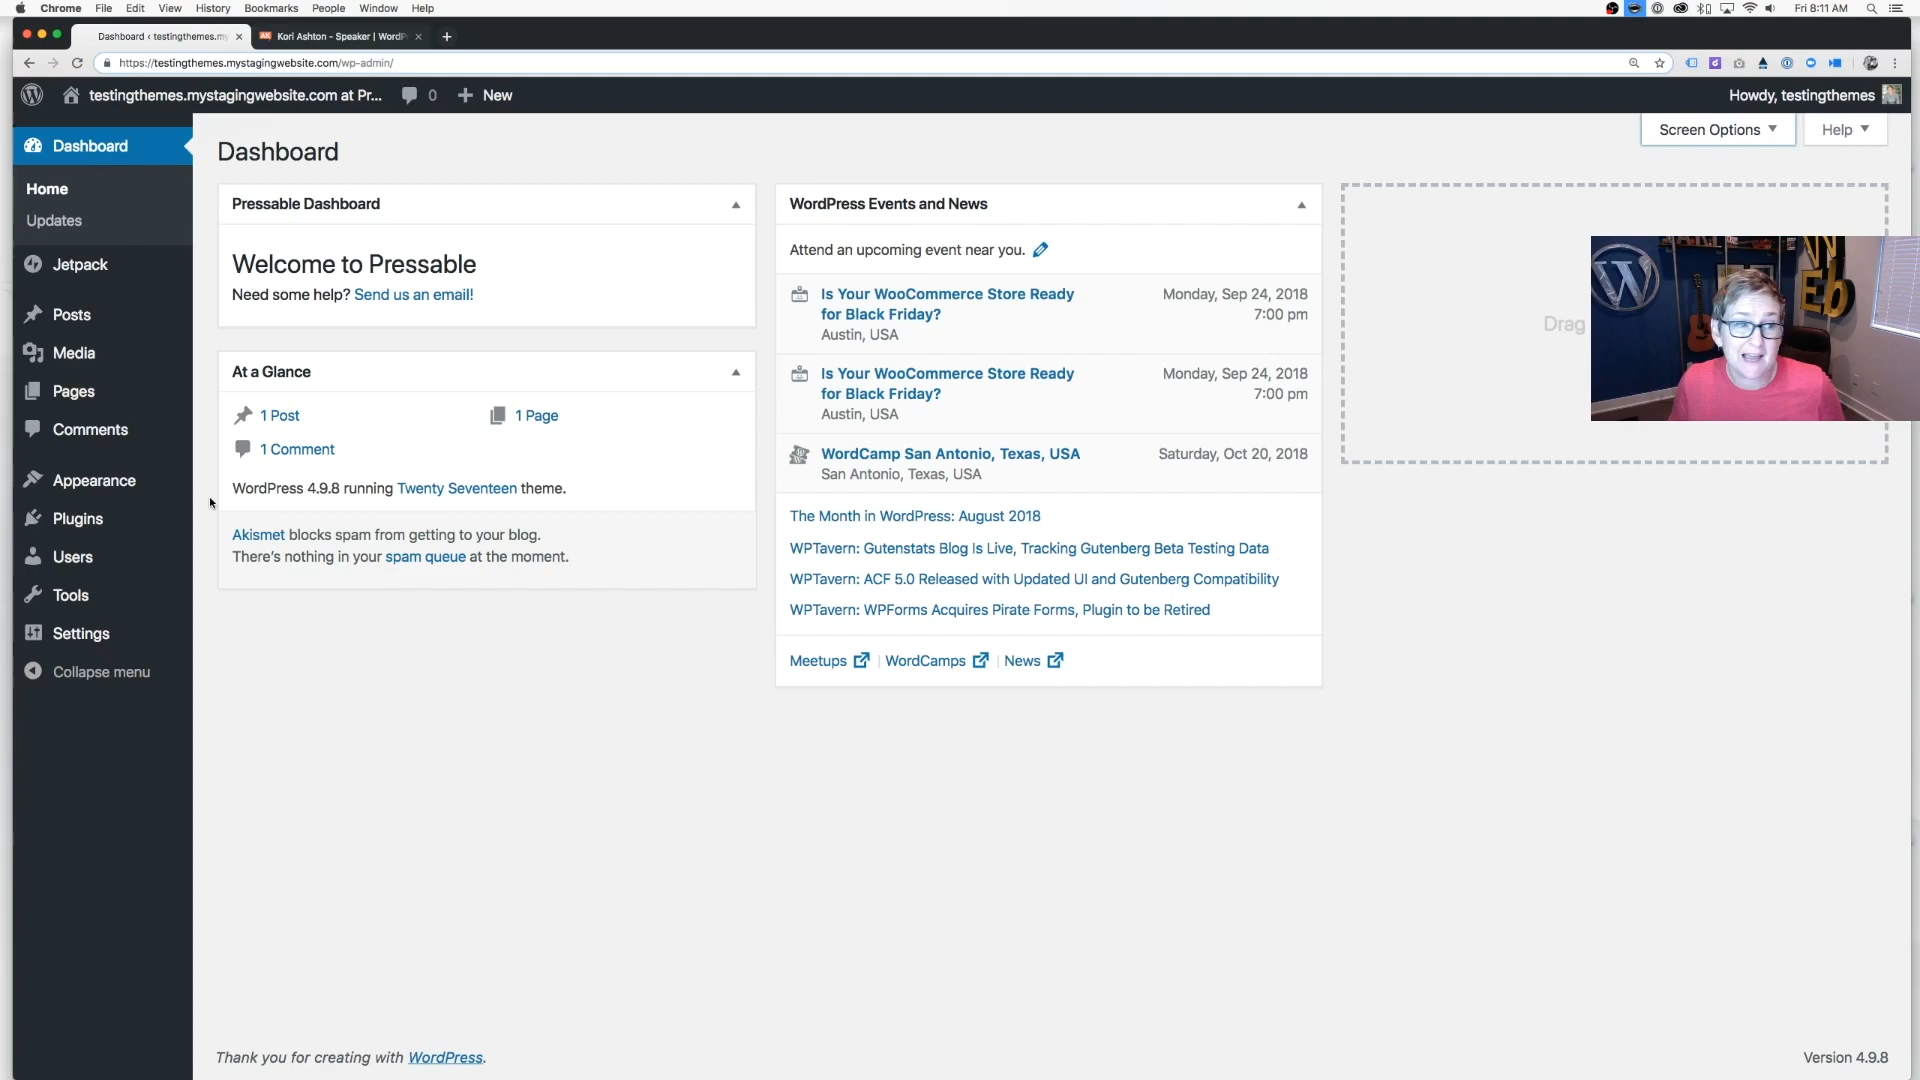 Chrome File Edit View History Bookmarks People Window Help
Fri 8:11 AM
Dashboard ‹ testingthemes.my
Kori Ashton - Speaker | WordP
https://testingthemes.mystagingwebsite.com/wp-admin/
testingthemes.mystagingwebsite.com at Pr...
0
New
Howdy, testingthemes
Dashboard
Home
Updates
Jetpack
Posts
Media
Pages
Comments
Appearance
Plugins
Users
Tools
Settings
Collapse menu
Dashboard
Screen Options
Help
Pressable Dashboard
Welcome to Pressable
Need some help? Send us an email!
At a Glance
1 Post
1 Page
1 Comment
WordPress 4.9.8 running Twenty Seventeen theme.
Akismet blocks spam from getting to your blog.
There's nothing in your spam queue at the moment.
WordPress Events and News
Attend an upcoming event near you.
Is Your WooCommerce Store Ready
for Black Friday?
Austin, USA
Monday, Sep 24, 2018
7:00 pm
Is Your WooCommerce Store Ready
for Black Friday?
Austin, USA
Monday, Sep 24, 2018
7:00 pm
WordCamp San Antonio, Texas, USA
San Antonio, Texas, USA
Saturday, Oct 20, 2018
The Month in WordPress: August 2018
WPTavern: Gutenstats Blog Is Live, Tracking Gutenberg Beta Testing Data
WPTavern: ACF 5.0 Released with Updated UI and Gutenberg Compatibility
WPTavern: WPForms Acquires Pirate Forms, Plugin to be Retired
Meetups | WordCamps | News
Drag
W
Eb
Thank you for creating with WordPress.
Version 4.9.8